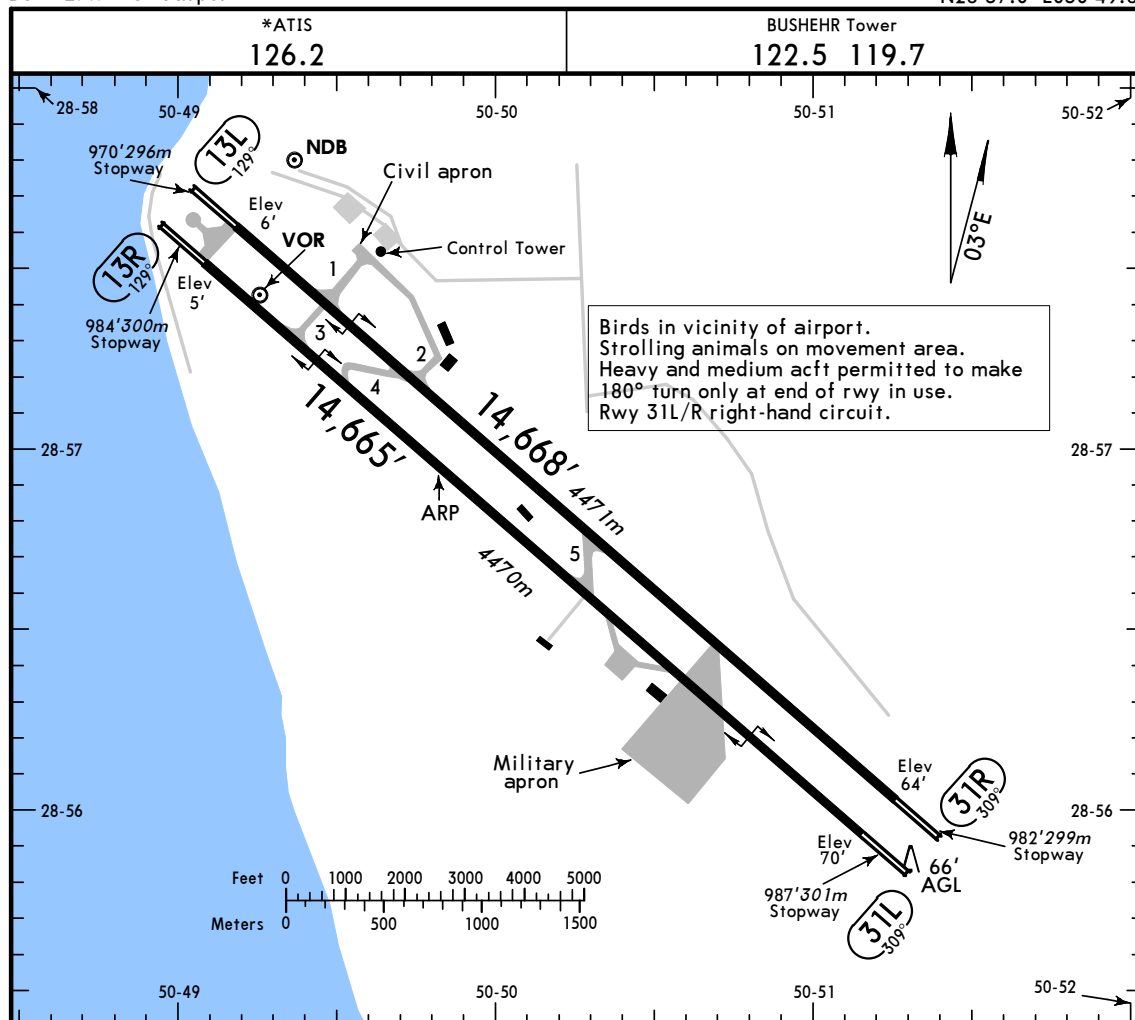 *ATIS
126.2
BUSHEHR Tower
122.5 119.7
28-58
50-49
50-50
50-51
50-52
13L
129°
970'296m
Stopway
NDB
Civil apron
Elev
6'
VOR
Control Tower
03°E
13R
129°
Elev
5'
984'300m
Stopway
1
3
2
4
Birds in vicinity of airport.
Strolling animals on movement area.
Heavy and medium acft permitted to make
180° turn only at end of rwy in use.
Rwy 31L/R right-hand circuit.
14,665'
14,668'
4471m
28-57
28-57
ARP
4470m
5
Military
apron
Elev
64'
31R
309°
28-56
28-56
Elev
70'
982'299m
Stopway
66'
AGL
987'301m
Stopway
31L
309°
Feet 0 1000 2000 3000 4000 5000
Meters 0 500 1000 1500
50-49
50-50
50-51
50-52